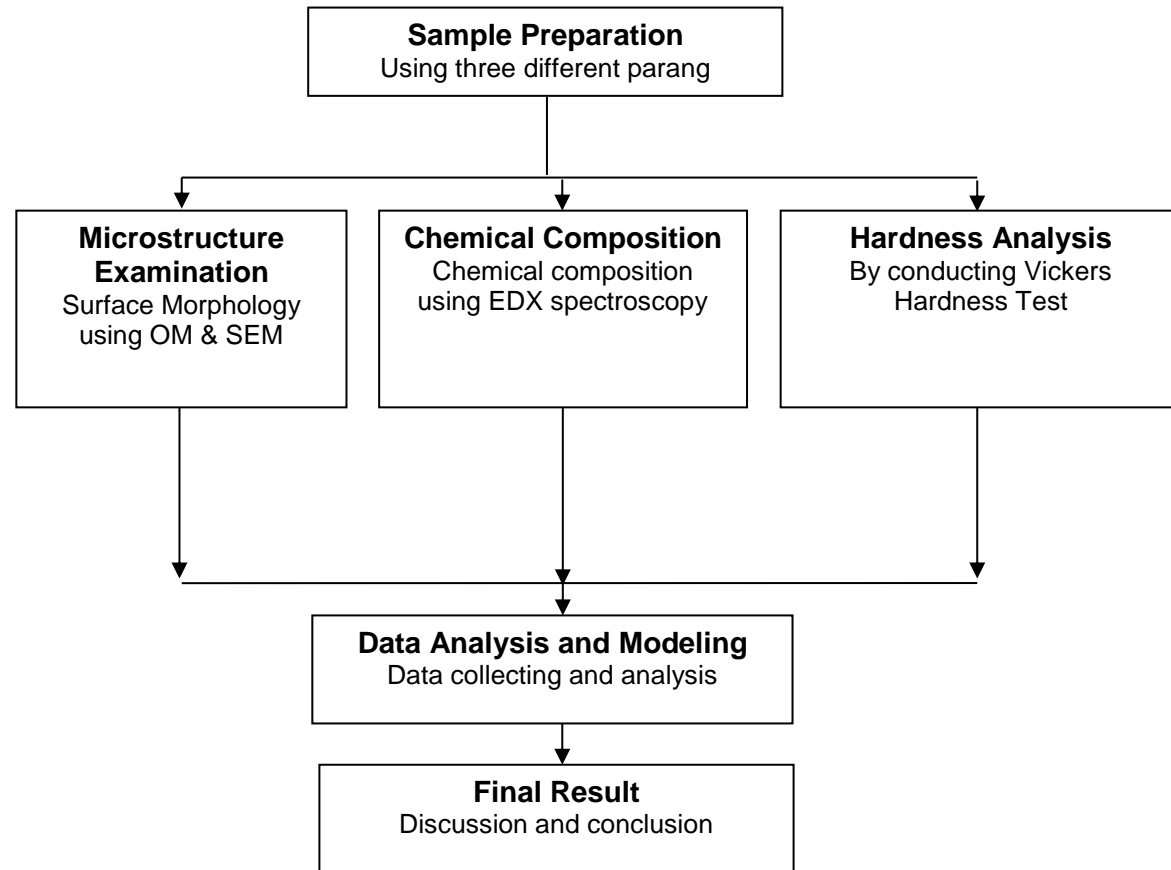 Sample Preparation
Using three different parang
Microstructure
Examination
Surface Morphology
using OM & SEM
Chemical Composition
Chemical composition
using EDX spectroscopy
Hardness Analysis
By conducting Vickers
Hardness Test
Data Analysis and Modeling
Data collecting and analysis
Final Result
Discussion and conclusion